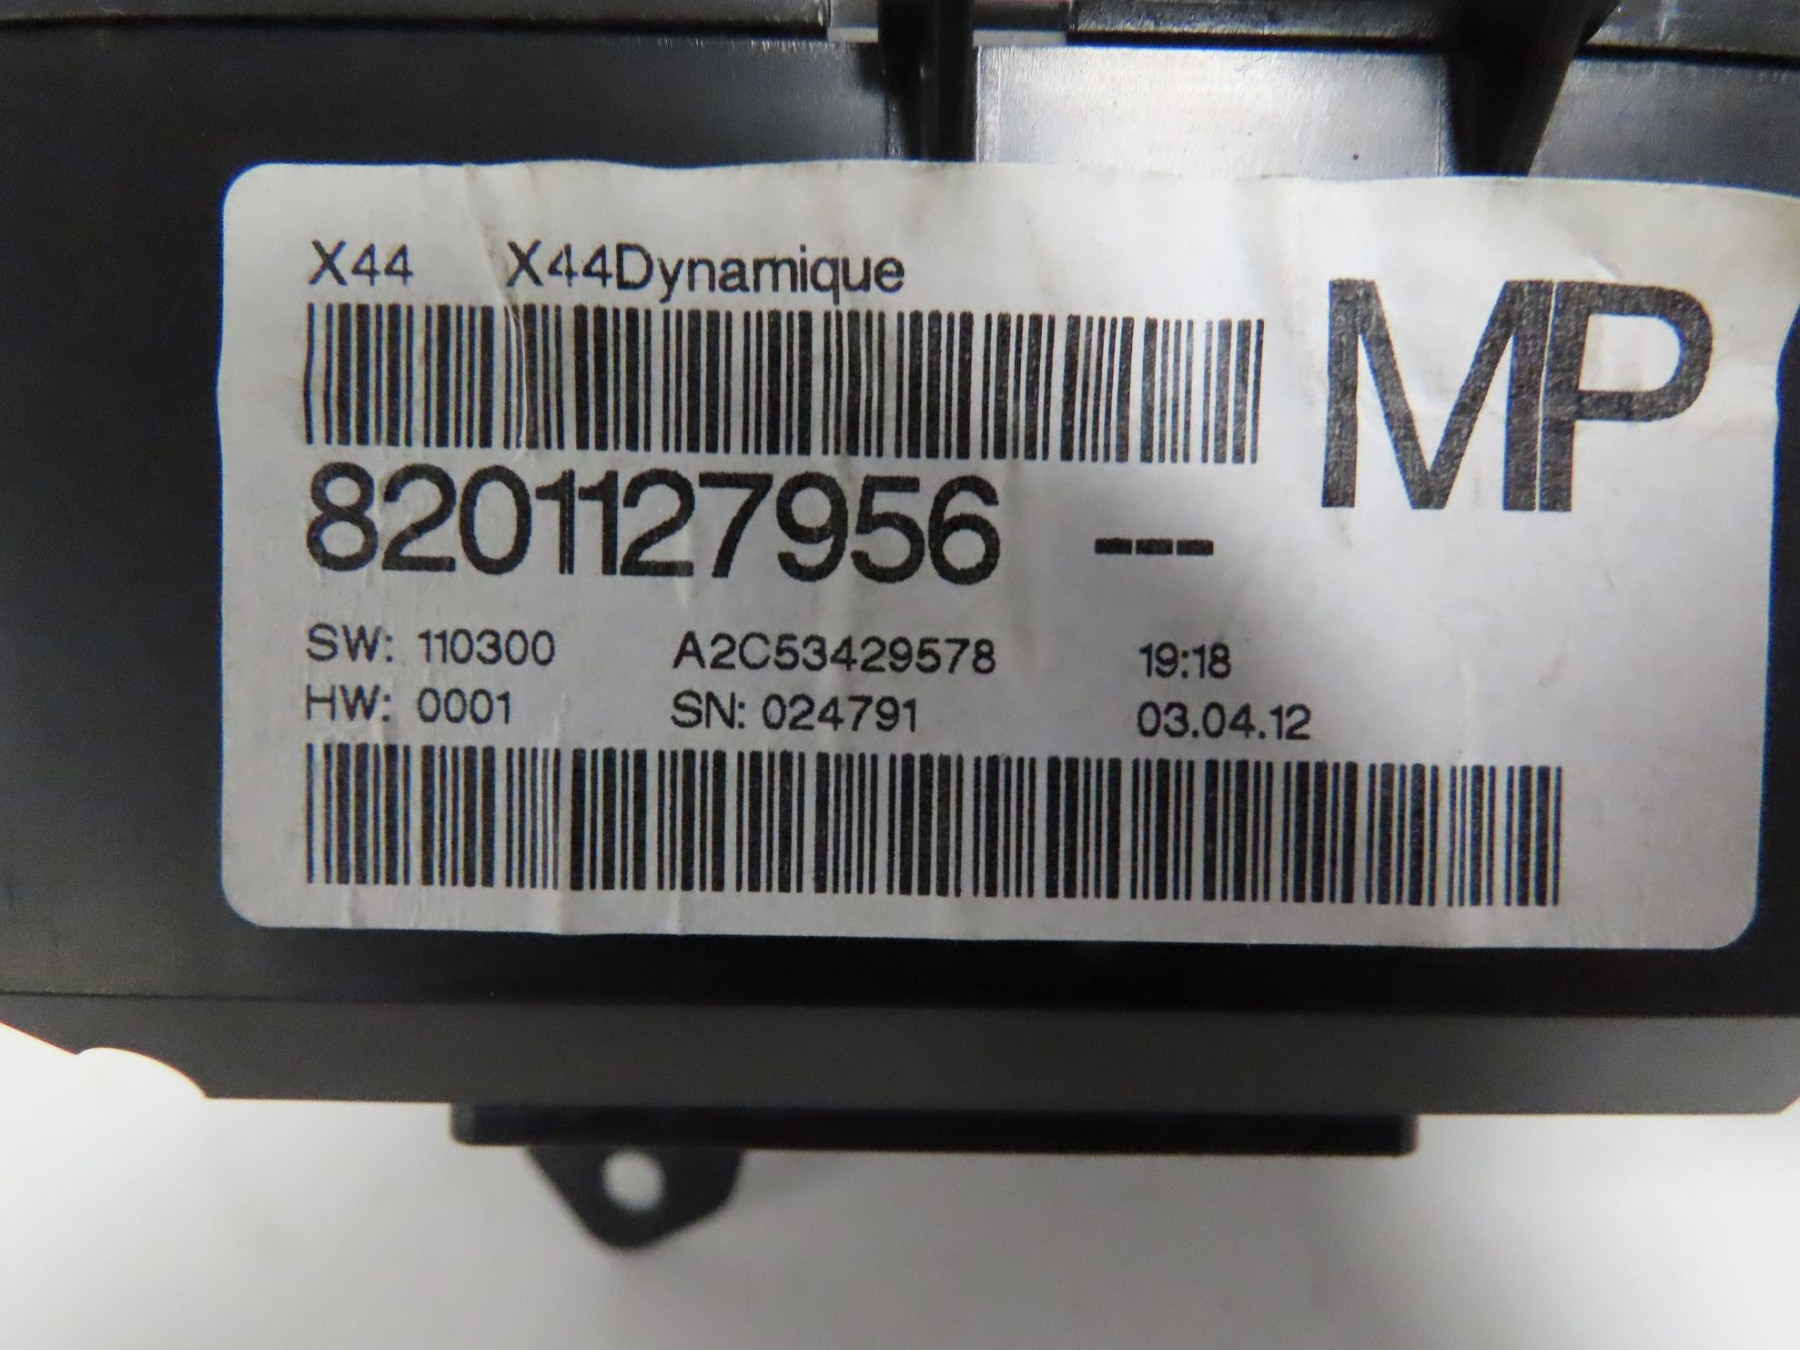 X44 X44Dynamique
MP
8201127956 ---
SW: 110300 A2C53429578 19:18
HW: 0001 SN: 024791 03.04.12